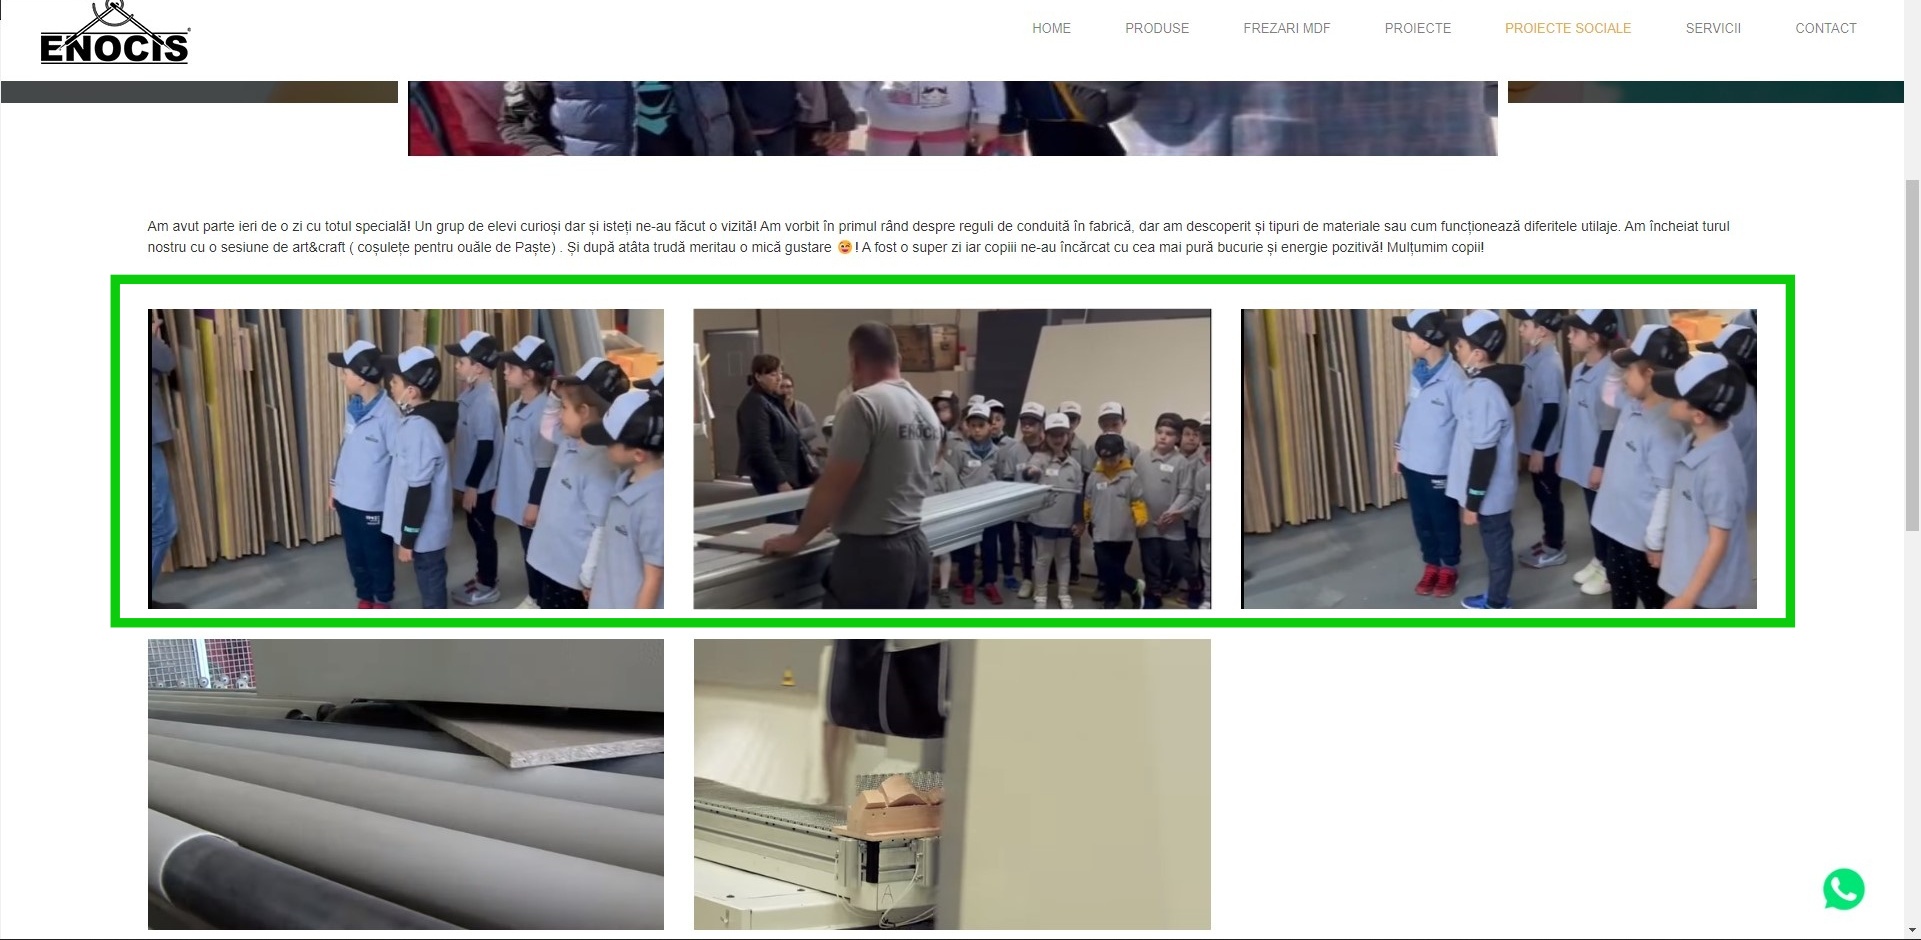 ENOCIS
HOME PRODUSE FREZARI MDF PROIECTE PROIECTE SOCIALE SERVICII CONTACT
Am avut parte ieri de o zi cu totul specială! Un grup de elevi curioși dar și isteți ne-au făcut o vizită! Am vorbit în primul rând despre reguli de conduită în fabrică, dar am descoperit și tipuri de materiale sau cum funcționează diferitele utilaje. Am încheiat turul
nostru cu o sesiune de art&craft ( coșulețe pentru ouăle de Paște) . Și după atâta trudă meritau o mică gustare 😜 ! A fost o super zi iar copiii ne-au încărcat cu cea mai pură bucurie și energie pozitivă! Mulțumim copii!